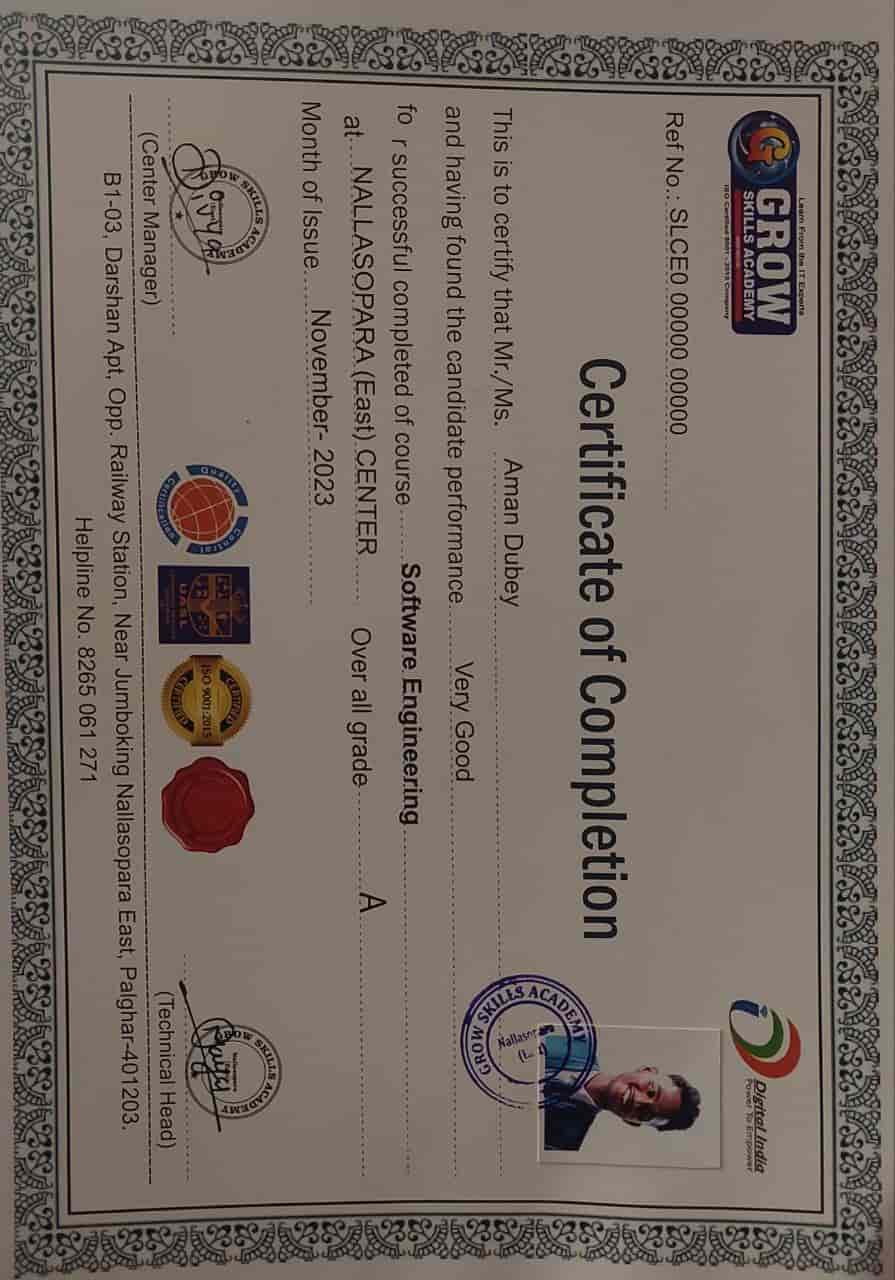 Learn From the IT Experts
GROW
SKILLS ACADEMY
ISO Certified 9001 : 2015 Company
Digital India
Power To Empower
Ref No.: SLCE0 00000 00000
Certificate of Completion
This is to certify that Mr./Ms. Aman Dubey
and having found the candidate performance Very Good
fo r successful completed of course Software Engineering
at NALLASOPARA (East) CENTER Over all grade A
Month of Issue November- 2023
GROW SKILLS ACADEMY
GROW SKILLS ACADEMY
GROW SKILLS ACADEMY
Quality Control Certification
UASL
CERTIFIED
ISO 9001:2015
CERTIFIED
(Center Manager)
(Technical Head)
B1-03, Darshan Apt, Opp. Railway Station, Near Jumboking Nallasopara East, Palghar-401203.
Helpline No. 8265 061 271